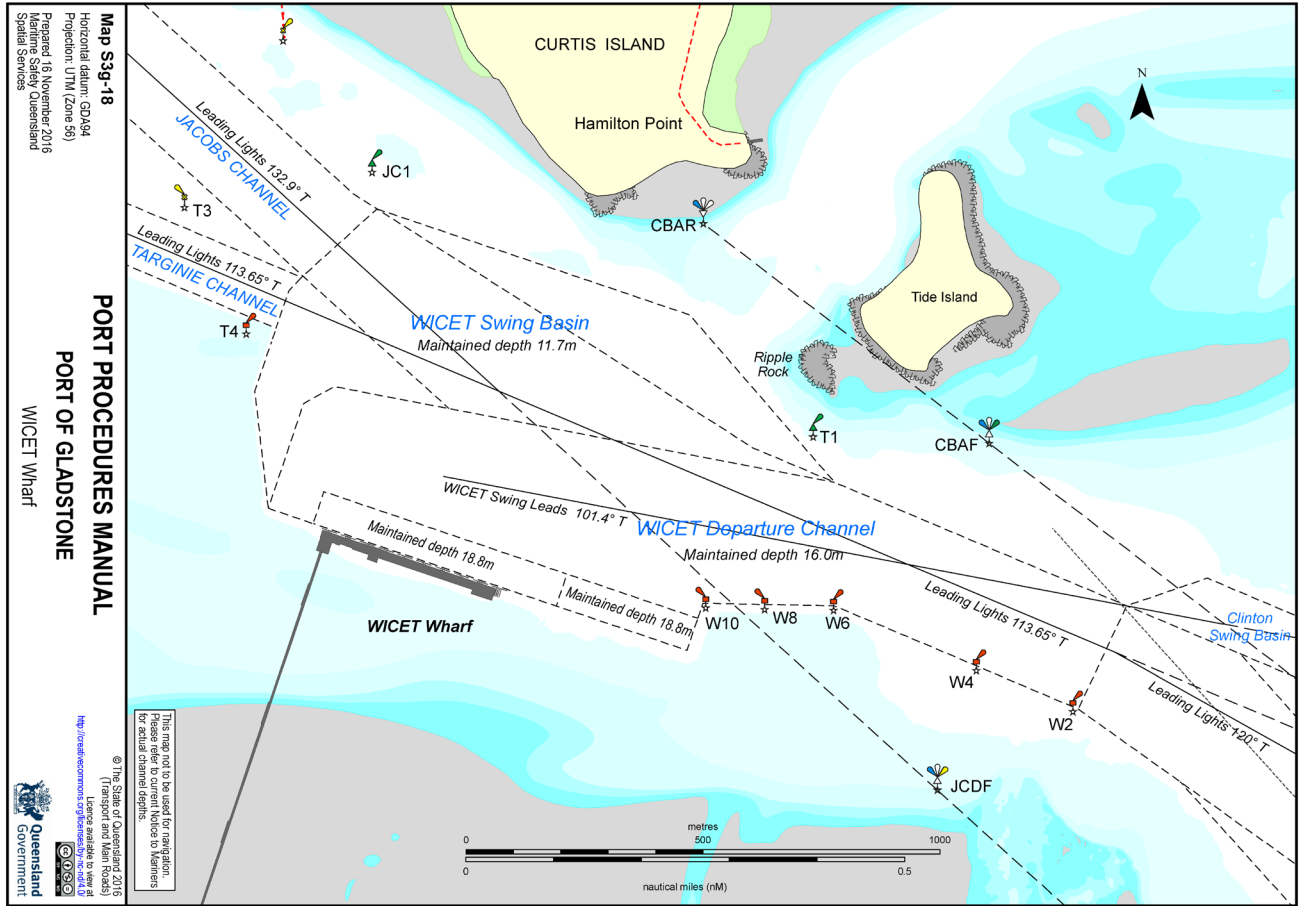 Map S3g-18
Horizontal datum: GDA94
Projection: UTM (Zone 56)
Prepared 16 November 2016
Maritime Safety Queensland
Spatial Services
PORT PROCEDURES MANUAL
PORT OF GLADSTONE
WICET Wharf
© The State of Queensland 2016
(Transport and Main Roads)
Licence available to view at
http://creativecommons.org/licenses/by-nc-nd/4.0/
CC BY NC ND
Queensland
Government
This map not to be used for navigation.
Please refer to current Notice to Mariners
for actual channel depths.
CURTIS ISLAND
Hamilton Point
N
Leading Lights 132.9° T
JACOBS CHANNEL
JC1
T3
CBAR
Leading Lights 113.65° T
TARGINIE CHANNEL
T4
Tide Island
WICET Swing Basin
Maintained depth 11.7m
Ripple
Rock
T1
CBAF
WICET Swing Leads 101.4° T
WICET Departure Channel
Maintained depth 16.0m
Maintained depth 18.8m
Maintained depth 18.8m
WICET Wharf
W10
W8
W6
Leading Lights 113.65° T
Clinton
Swing Basin
W4
W2
Leading Lights 120° T
JCDF
metres
0
500
1000
0.5
nautical miles (nM)